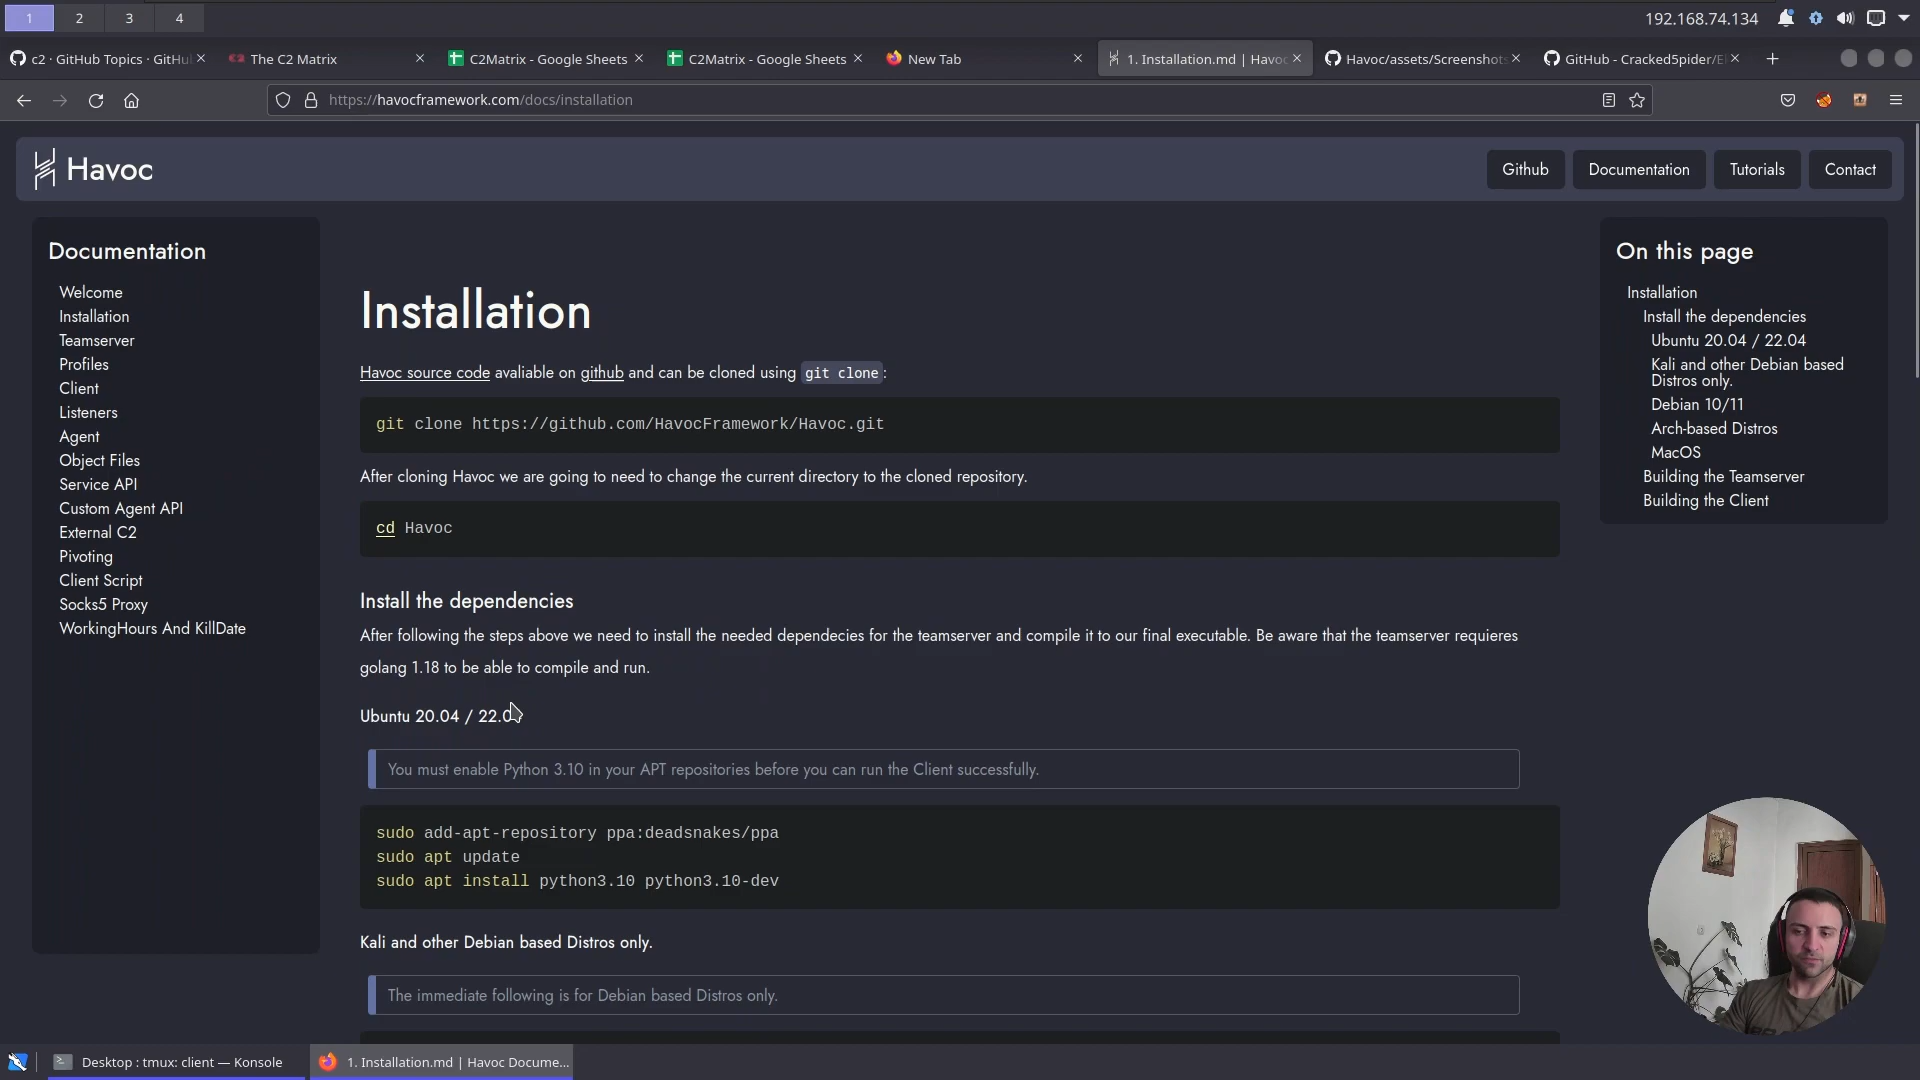 1 2 3 4 192.168.74.134
c2 · GitHub Topics · GitHu The C2 Matrix C2Matrix - Google Sheets C2Matrix - Google Sheets New Tab 1. Installation.md | Havoc Havoc/assets/Screenshots GitHub - Cracked5pider/E
https://havocframework.com/docs/installation
Havoc Github Documentation Tutorials Contact
Documentation
Welcome
Installation
Teamserver
Profiles
Client
Listeners
Agent
Object Files
Service API
Custom Agent API
External C2
Pivoting
Client Script
Socks5 Proxy
WorkingHours And KillDate
Installation
Havoc source code avaliable on github and can be cloned using git clone:
git clone https://github.com/HavocFramework/Havoc.git
After cloning Havoc we are going to need to change the current directory to the cloned repository.
cd Havoc
Install the dependencies
After following the steps above we need to install the needed dependecies for the teamserver and compile it to our final executable. Be aware that the teamserver requieres
golang 1.18 to be able to compile and run.
Ubuntu 20.04 / 22.0
You must enable Python 3.10 in your APT repositories before you can run the Client successfully.
sudo add-apt-repository ppa:deadsnakes/ppa
sudo apt update
sudo apt install python3.10 python3.10-dev
Kali and other Debian based Distros only.
The immediate following is for Debian based Distros only.
On this page
Installation
Install the dependencies
Ubuntu 20.04 / 22.04
Kali and other Debian based
Distros only.
Debian 10/11
Arch-based Distros
MacOS
Building the Teamserver
Building the Client
Desktop : tmux: client — Konsole 1. Installation.md | Havoc Docume...